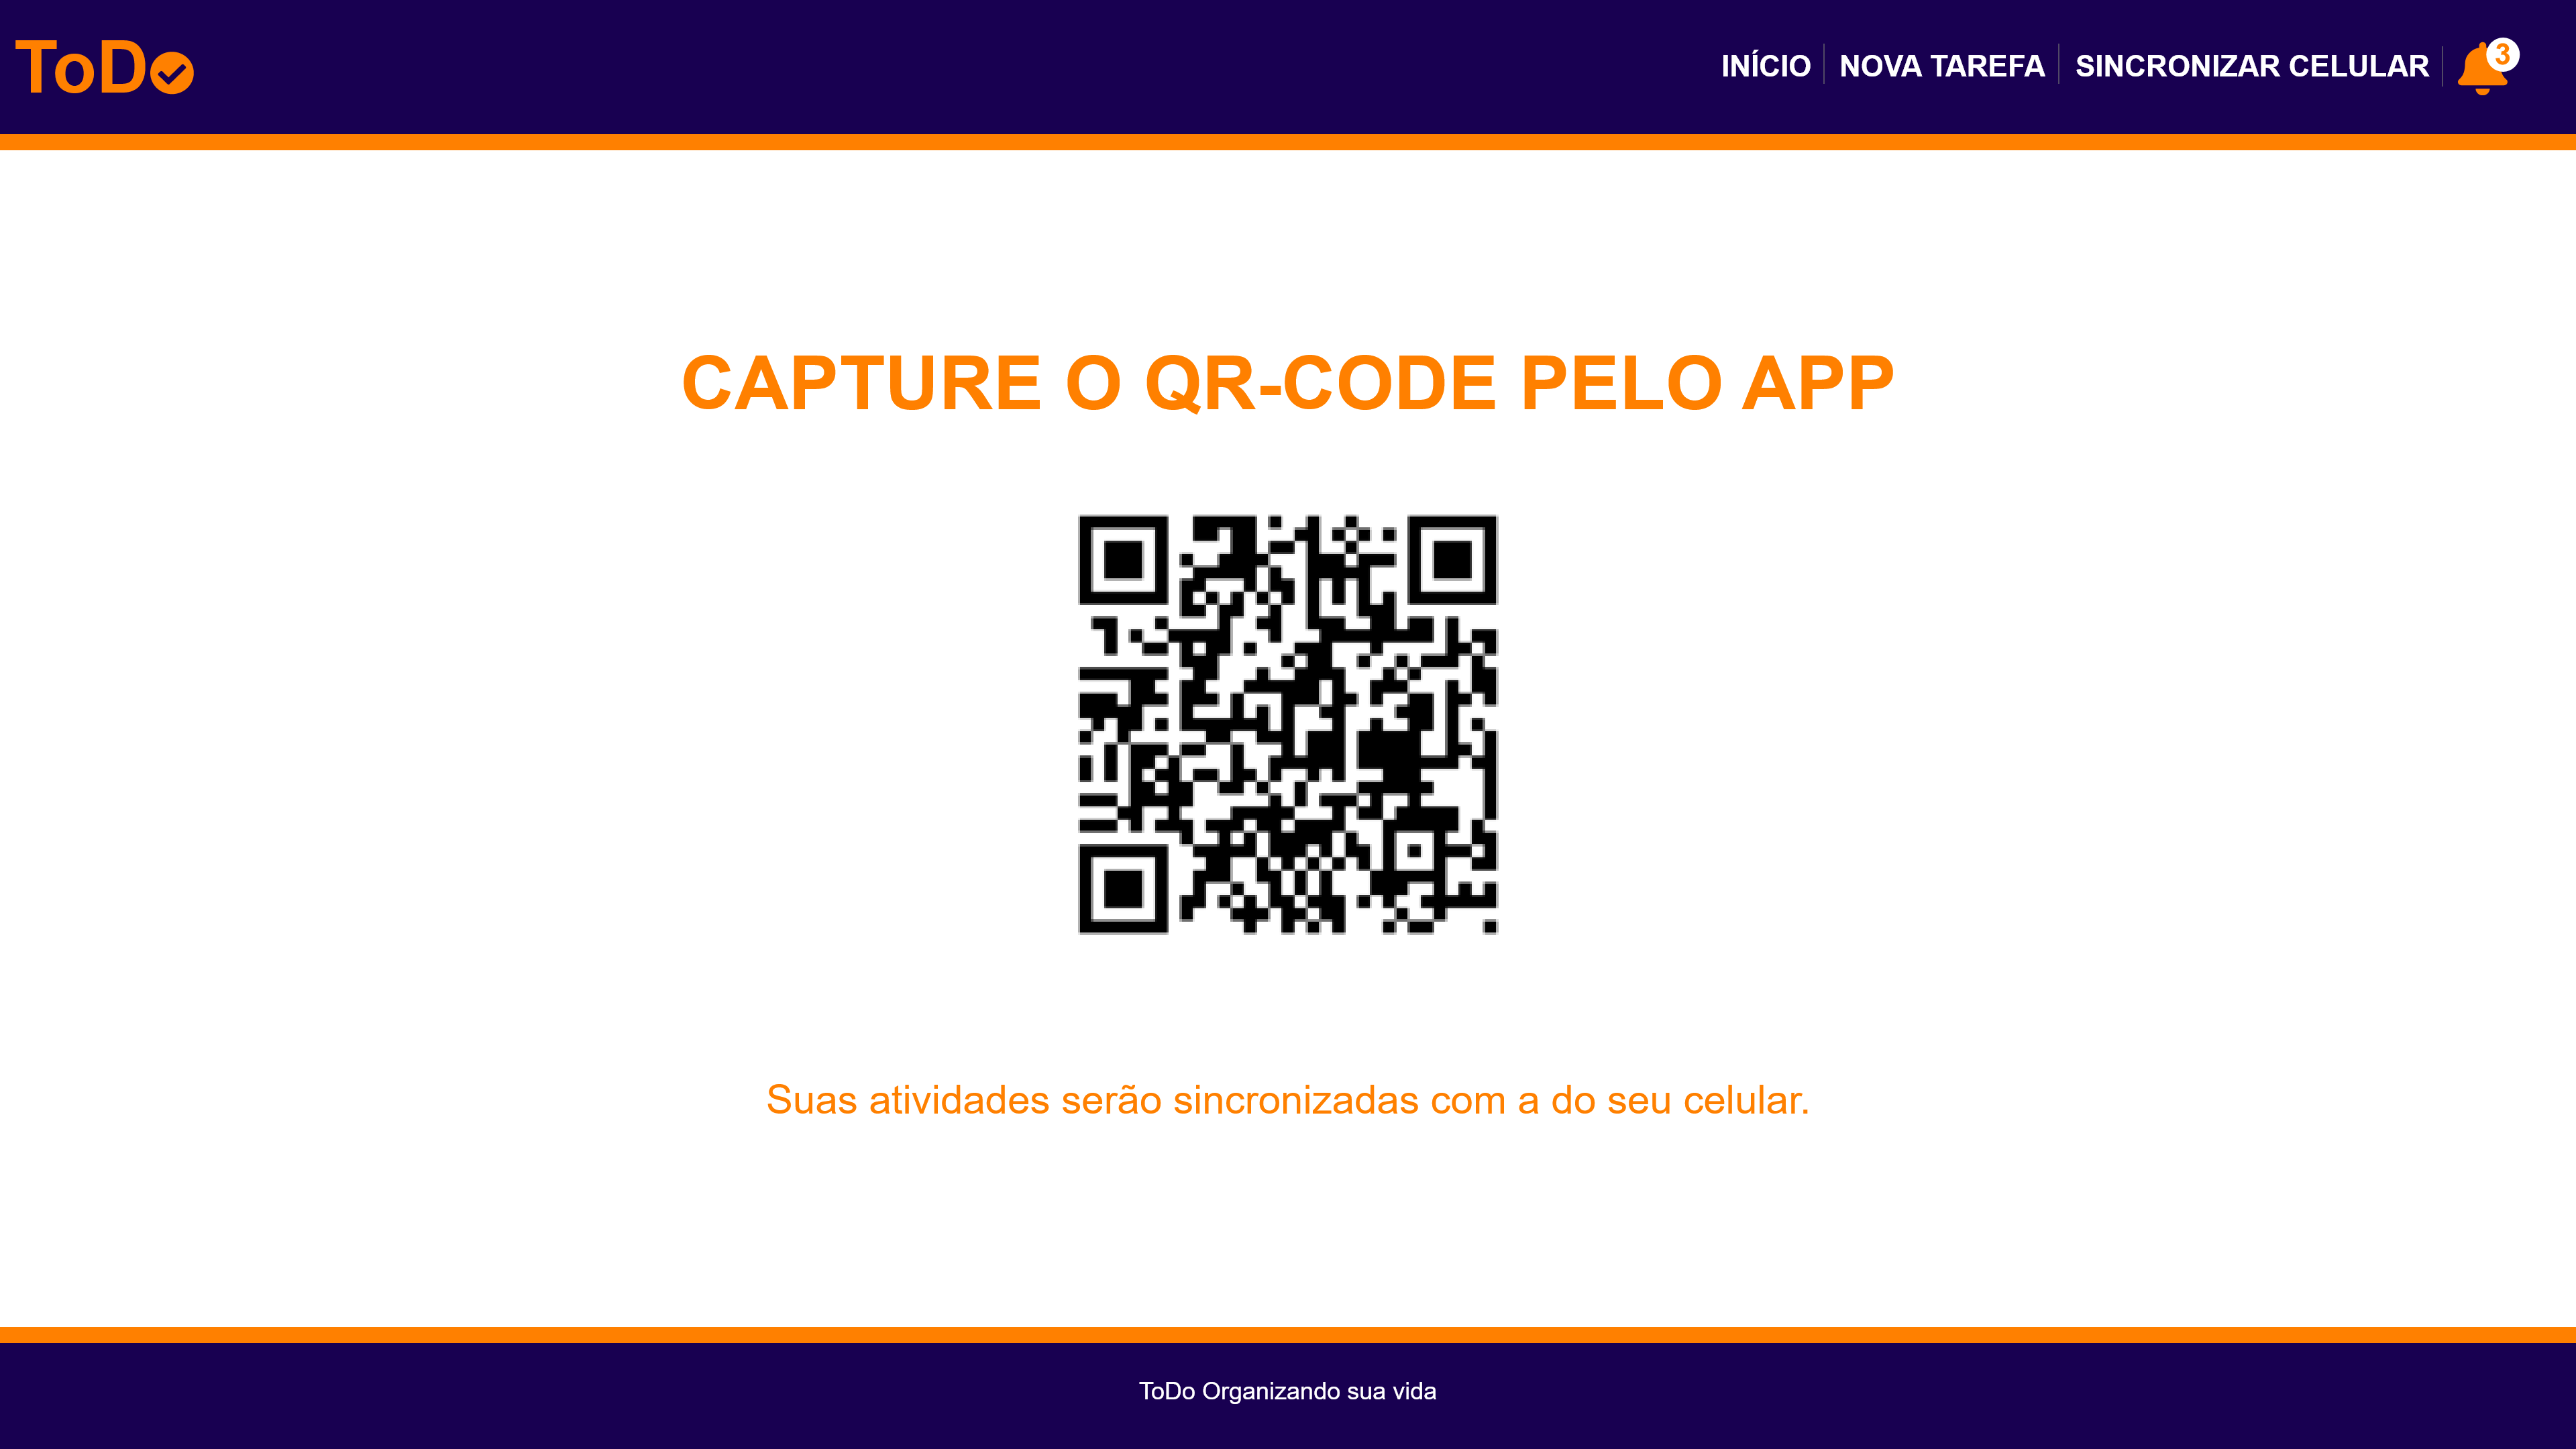 ToDo
INÍCIO NOVA TAREFA SINCRONIZAR CELULAR 3
CAPTURE O QR-CODE PELO APP
Suas atividades serão sincronizadas com a do seu celular.
ToDo Organizando sua vida